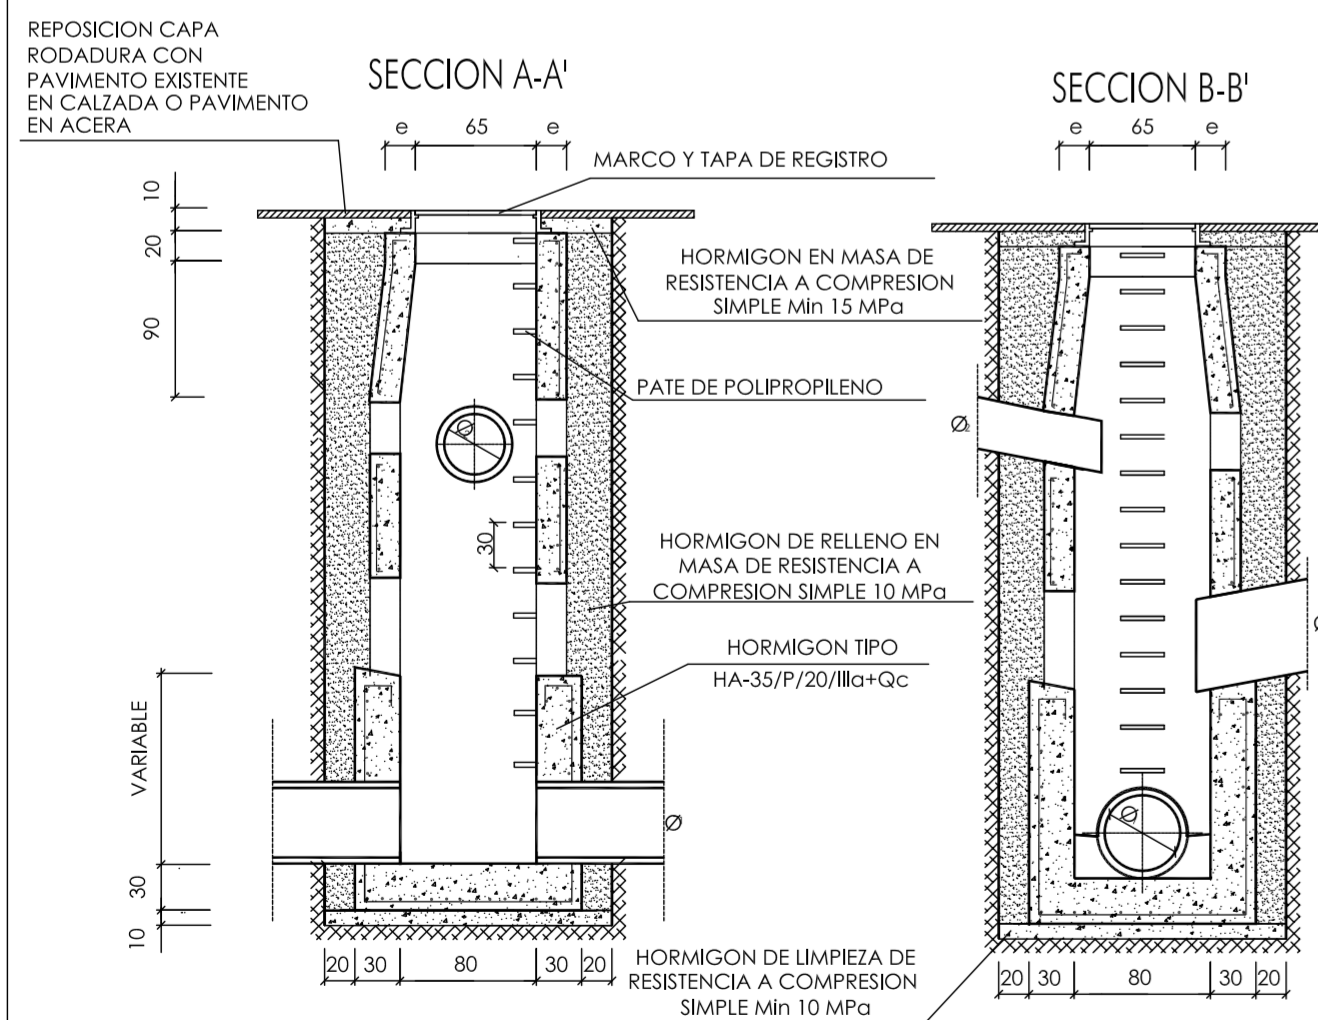 REPOSICION CAPA
RODADURA CON
PAVIMENTO EXISTENTE
EN CALZADA O PAVIMENTO
EN ACERA
SECCION A-A'
e 65 e
MARCO Y TAPA DE REGISTRO
10
20
90
HORMIGON EN MASA DE
RESISTENCIA A COMPRESION
SIMPLE Min 15 MPa
PATE DE POLIPROPILENO
Ø
30
HORMIGON DE RELLENO EN
MASA DE RESISTENCIA A
COMPRESION SIMPLE 10 MPa
HORMIGON TIPO
HA-35/P/20/IIIa+Qc
VARIABLE
Ø
30
10
20 30 80 30 20
HORMIGON DE LIMPIEZA DE
RESISTENCIA A COMPRESION
SIMPLE Min 10 MPa
SECCION B-B'
e 65 e
Ø
Ø
Ø
20 30 80 30 20